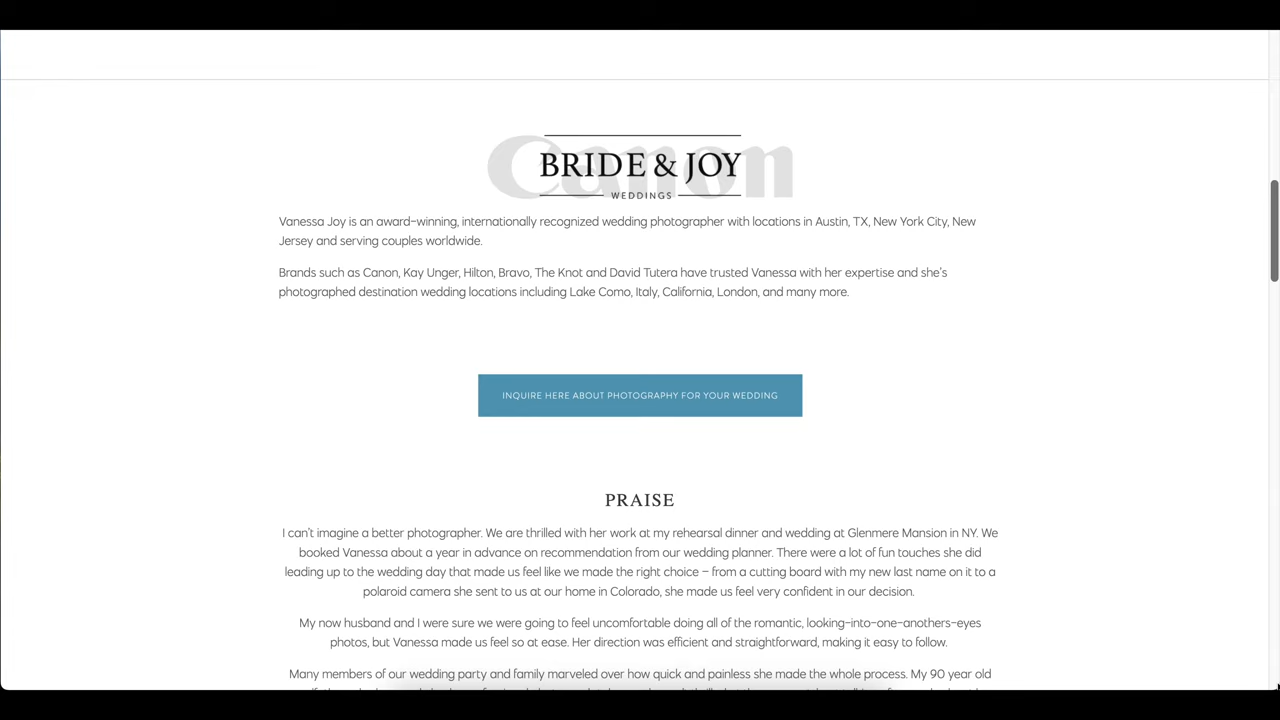 Canon
BRIDE & JOY
WEDDINGS
Vanessa Joy is an award-winning, internationally recognized wedding photographer with locations in Austin, TX, New York City, New
Jersey and serving couples worldwide.
Brands such as Canon, Kay Unger, Hilton, Bravo, The Knot and David Tutera have trusted Vanessa with her expertise and she's
photographed destination wedding locations including Lake Como, Italy, California, London, and many more.
INQUIRE HERE ABOUT PHOTOGRAPHY FOR YOUR WEDDING
PRAISE
I can't imagine a better photographer. We are thrilled with her work at my rehearsal dinner and wedding at Glenmere Mansion in NY. We
booked Vanessa about a year in advance on recommendation from our wedding planner. There were a lot of fun touches she did
leading up to the wedding day that made us feel like we made the right choice – from a cutting board with my new last name on it to a
polaroid camera she sent to us at our home in Colorado, she made us feel very confident in our decision.
My now husband and I were sure we were going to feel uncomfortable doing all of the romantic, looking-into-one-anothers-eyes
photos, but Vanessa made us feel so at ease. Her direction was efficient and straightforward, making it easy to follow.
Many members of our wedding party and family marveled over how quick and painless she made the whole process. My 90 year old